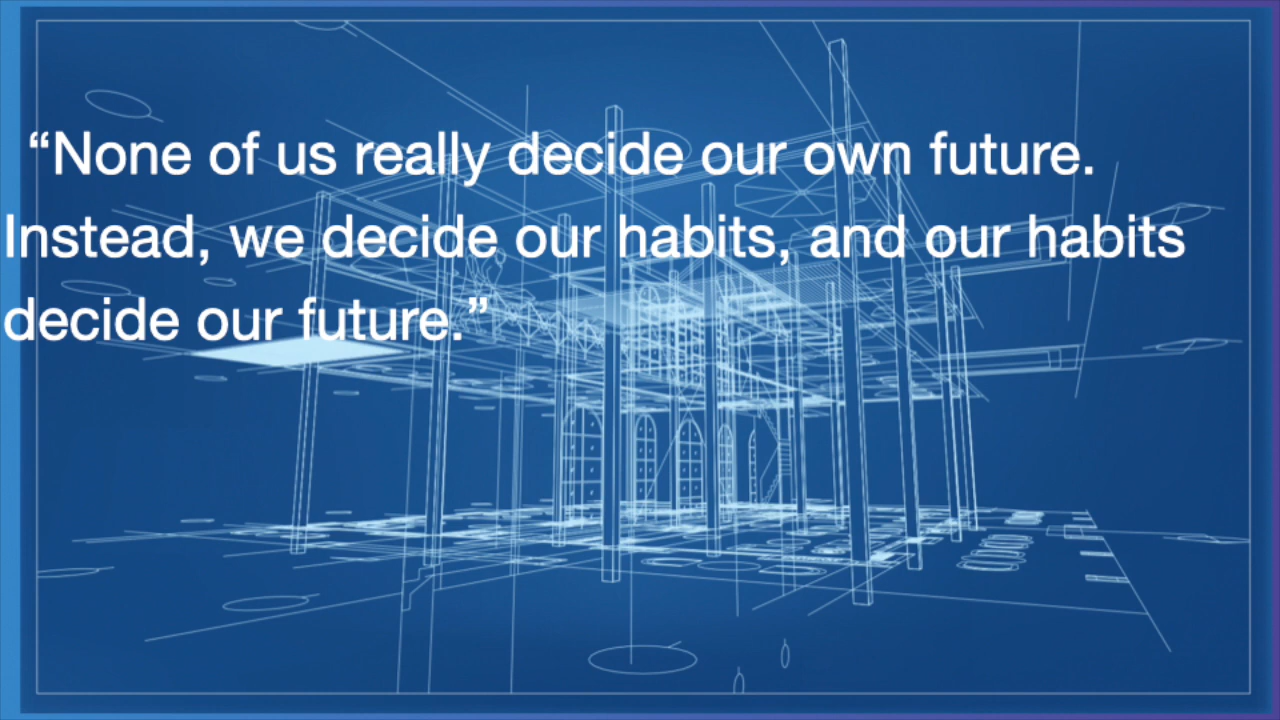 “None of us really decide our own future.
Instead, we decide our habits, and our habits
decide our future.”